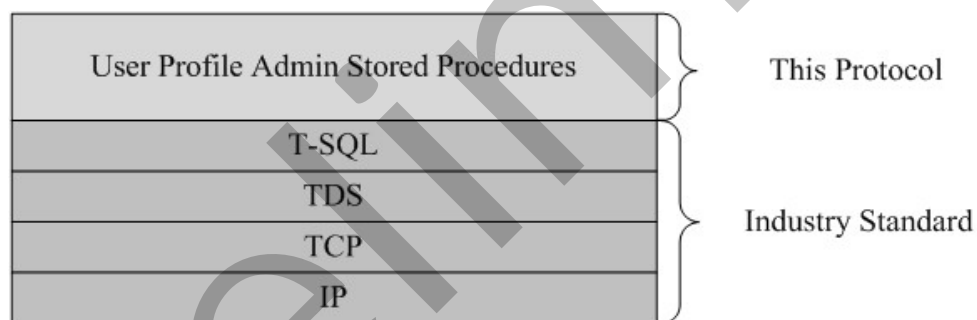 User Profile Admin Stored Procedures
This Protocol
T-SQL
TDS
TCP
IP
Industry Standard